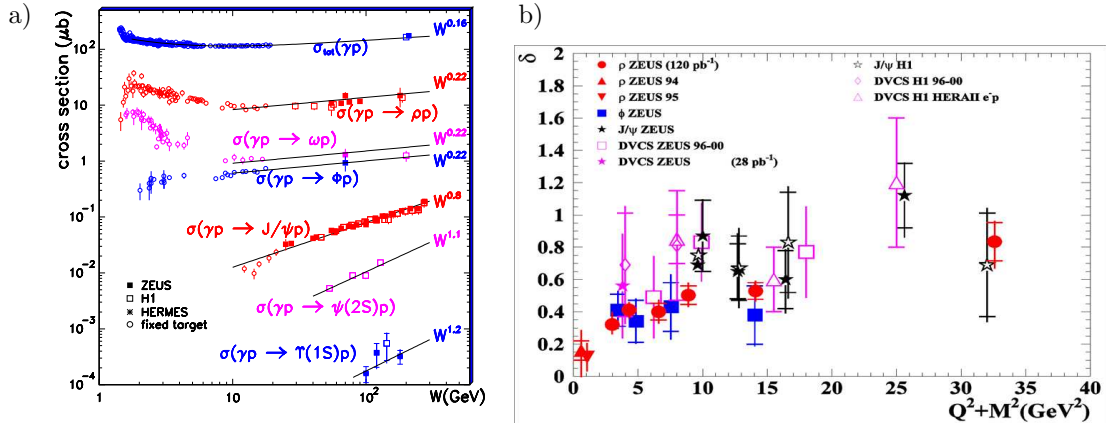 a)
cross section (μb)
10²
10
1
10⁻¹
10⁻²
10⁻³
10⁻⁴
W^0.16
σtot(γp)
W^0.22
σ(γp → ρp)
W^0.22
σ(γp → ωp)
W^0.22
σ(γp → φp)
W^0.8
σ(γp → J/ψp)
W^1.1
σ(γp → ψ(2S)p)
W^1.2
σ(γp → Υ(1S)p)
ZEUS
H1
HERMES
fixed target
1 10 10² W(GeV)
b)
δ
2
1.8
1.6
1.4
1.2
1
0.8
0.6
0.4
0.2
0
ρ ZEUS (120 pb⁻¹)
ρ ZEUS 94
ρ ZEUS 95
φ ZEUS
J/ψ ZEUS
DVCS ZEUS 96-00
DVCS ZEUS (28 pb⁻¹)
J/ψ H1
DVCS H1 96-00
DVCS H1 HERAII e⁻p
0 5 10 15 20 25 30 35 40
Q²+M²(GeV²)